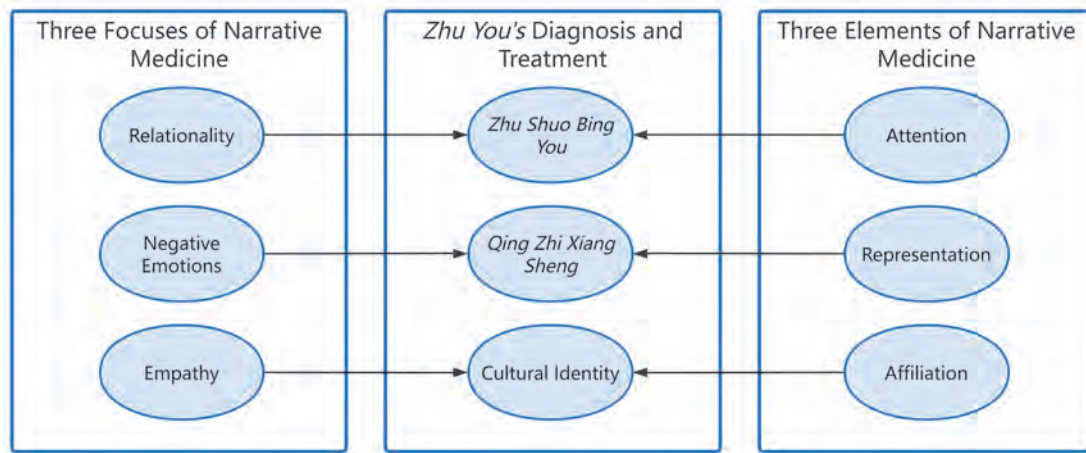 Three Focuses of Narrative
Medicine
Relationality
Negative
Emotions
Empathy
Zhu You's Diagnosis and
Treatment
Zhu Shuo Bing
You
Qing Zhi Xiang
Sheng
Cultural Identity
Three Elements of Narrative
Medicine
Attention
Representation
Affiliation